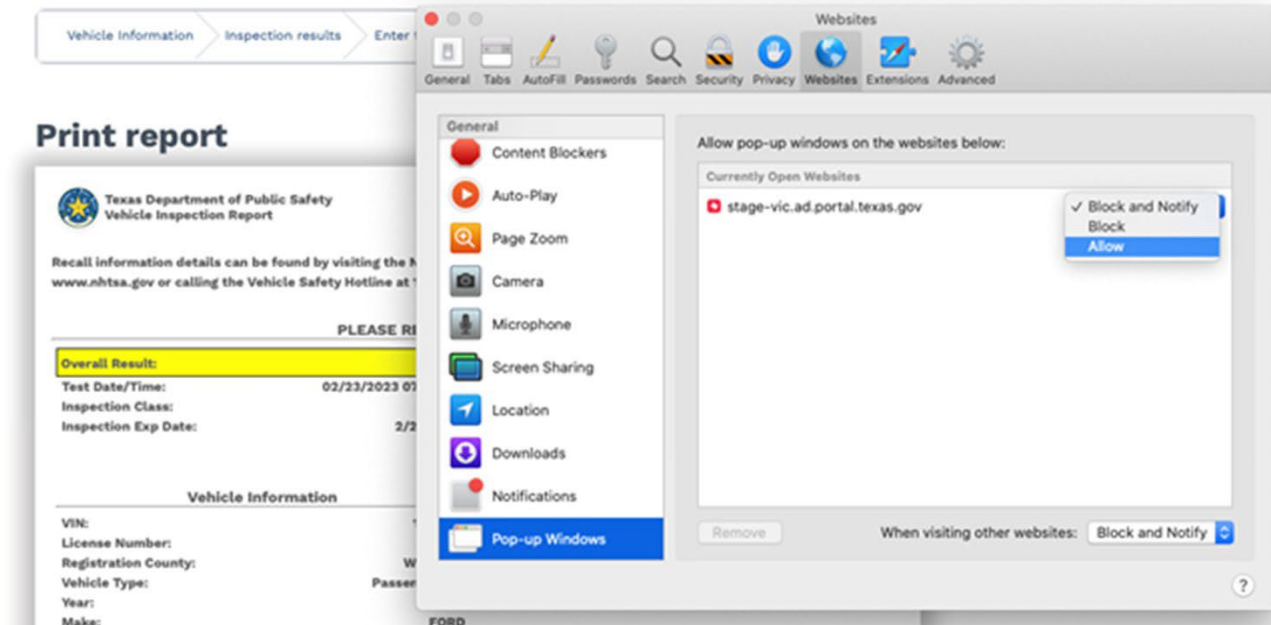 Vehicle Information
Inspection results
Enter
Print report
Texas Department of Public Safety
Vehicle Inspection Report
Recall information details can be found by visiting the
www.nhtsa.gov or calling the Vehicle Safety Hotline at
PLEASE
Overall Result:
Test Date/Time: 02/23/2023
Inspection Class:
Inspection Exp Date:
Vehicle Information
VIN:
License Number:
Registration County:
Vehicle Type:
Year:
Make: FORD
Websites
General Tabs AutoFill Passwords Search Security Privacy Websites Extensions Advanced
General
Content Blockers
Auto-Play
Page Zoom
Camera
Microphone
Screen Sharing
Location
Downloads
Notifications
Pop-up Windows
Allow pop-up windows on the websites below:
Currently Open Websites
stage-vic.ad.portal.texas.gov
✓ Block and Notify
Block
Allow
Remove
When visiting other websites: Block and Notify
?